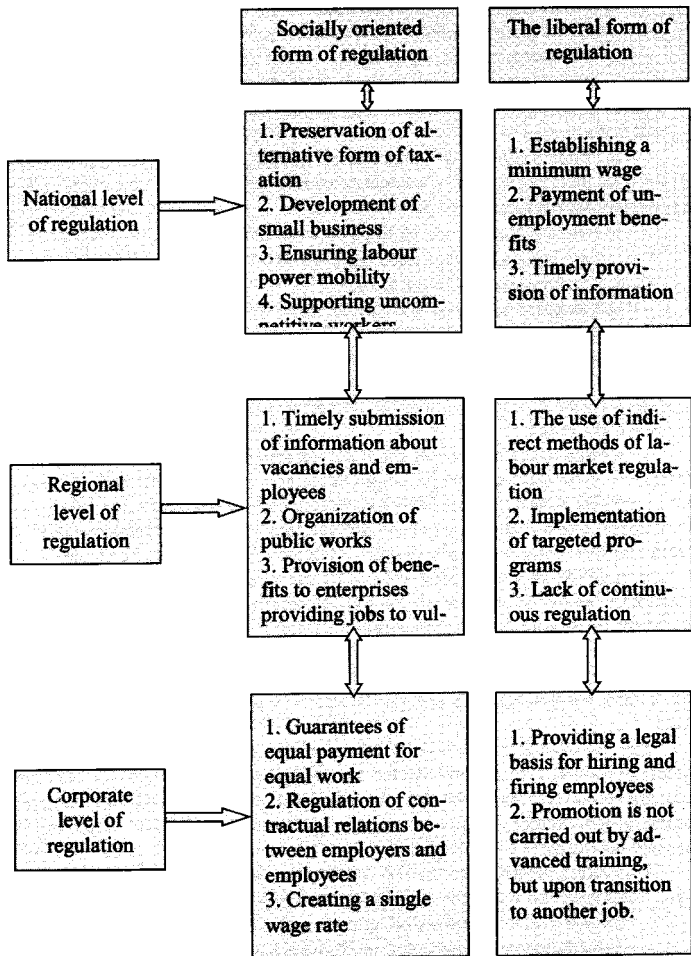 Socially oriented
form of regulation
The liberal form of
regulation
National level
of regulation
1. Preservation of al-
ternative form of tax-
ation
2. Development of
small business
3. Ensuring labour
power mobility
4. Supporting uncom-
petitive workers
1. Establishing a
minimum wage
2. Payment of un-
employment bene-
fits
3. Timely provi-
sion of information
Regional
level of
regulation
1. Timely submission
of information about
vacancies and em-
ployees
2. Organization of
public works
3. Provision of bene-
fits to enterprises
providing jobs to vul-
1. The use of indi-
rect methods of la-
bour market regula-
tion
2. Implementation
of targeted pro-
grams
3. Lack of continu-
ous regulation
Corporate
level of
regulation
1. Guarantees of
equal payment for
equal work
2. Regulation of con-
tractual relations be-
tween employers and
employees
3. Creating a single
wage rate
1. Providing a legal
basis for hiring and
firing employees
2. Promotion is not
carried out by ad-
vanced training,
but upon transition
to another job.